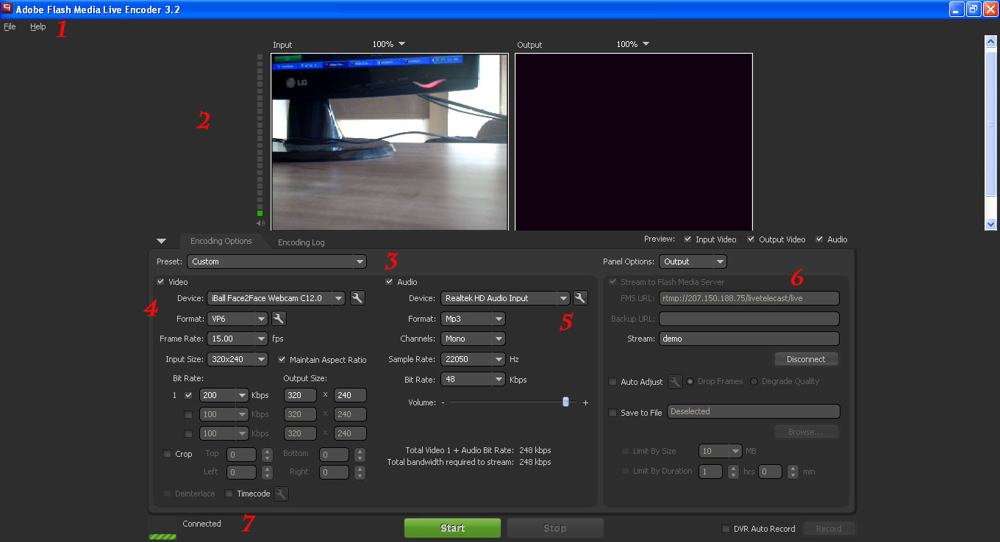 Adobe Flash Media Live Encoder 3.2
File Help 1
Input 100% Output 100%
LG
2
Encoding Options Encoding Log Preview: Input Video Output Video Audio
Preset: Custom 3 Panel Options: Output
Video Audio Stream to Flash Media Server 6
4 Device: iBall Face2Face Webcam C12.0 Device: Realtek HD Audio Input FMS URL: rtmp://207.150.188.75/livetelecast/live
Format: VP6 Format: Mp3 5 Backup URL:
Frame Rate: 15.00 fps Channels: Mono Stream: demo
Input Size: 320x240 Maintain Aspect Ratio Sample Rate: 22050 Hz Disconnect
Bit Rate: Output Size: Bit Rate: 48 Kbps Auto Adjust Drop Frames Degrade Quality
1 200 Kbps 320 x 240 Volume: - +
100 Kbps 320 x 240 Save to File Deselected
100 Kbps 320 x 240 Browse...
Crop Top 0 Bottom 0 Total Video 1 + Audio Bit Rate: 248 kbps Limit By Size 10 MB
Left 0 Right 0 Total bandwidth required to stream: 248 kbps Limit By Duration 1 hrs 0 min
Deinterlace Timecode
Connected 7 Start Stop DVR Auto Record Record